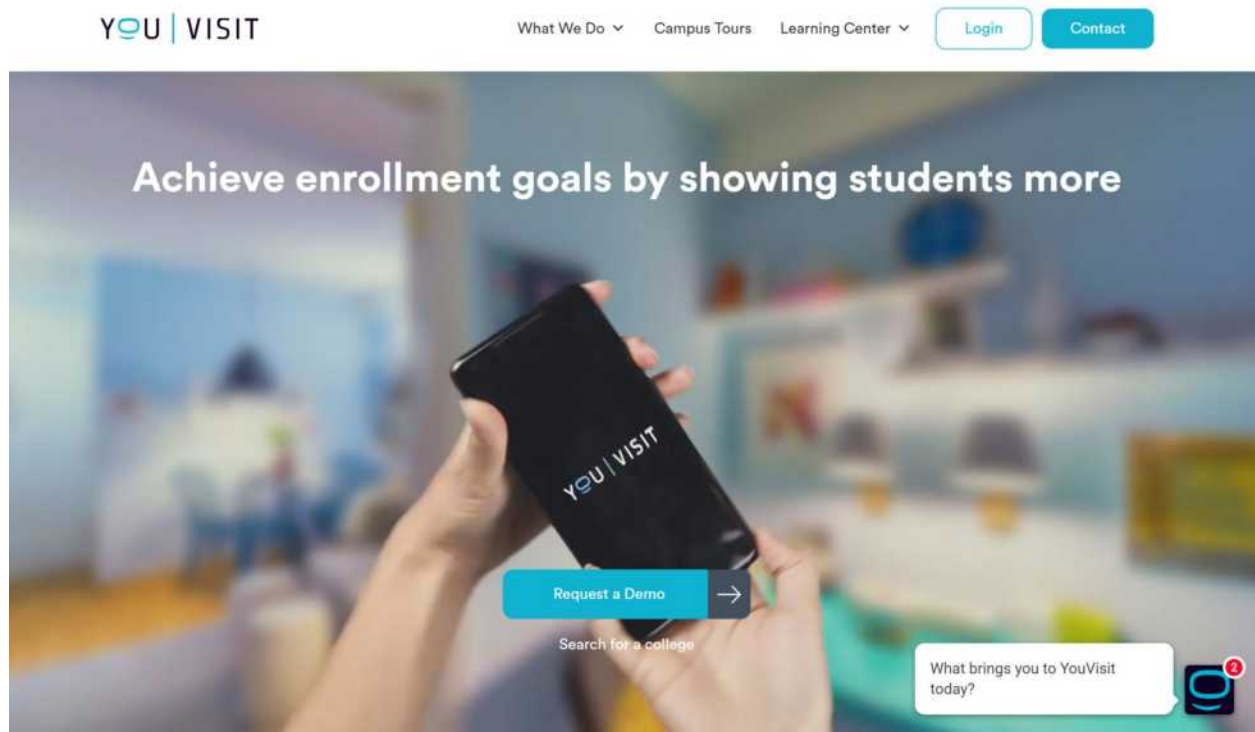 YOU | VISIT
What We Do
Campus Tours
Learning Center
Login
Contact
Achieve enrollment goals by showing students more
YOU | VISIT
Request a Demo
Search for a college
What brings you to YouVisit
today?
2